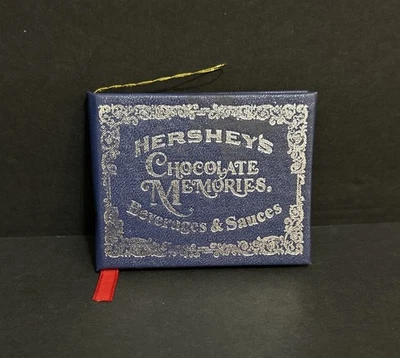 HERSHEY'S
CHOCOLATE
MEMORIES.
Beverages & Sauces